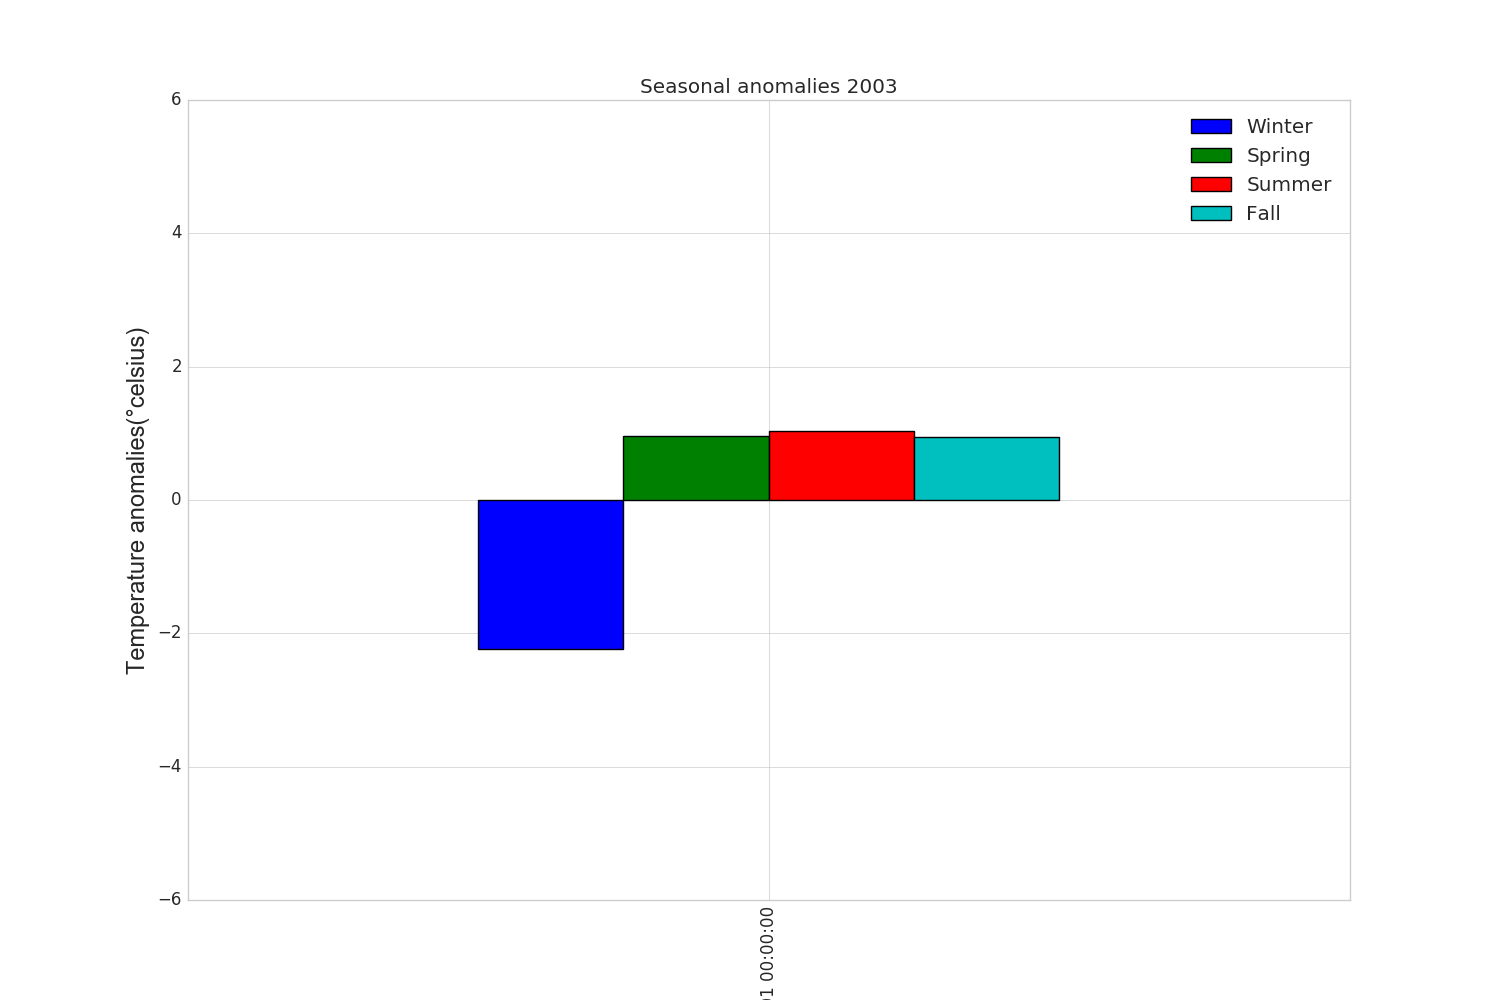 Seasonal anomalies 2003
Winter
Spring
Summer
Fall
Temperature anomalies(°celsius)
6
4
2
0
−2
−4
−6
01 00:00:00